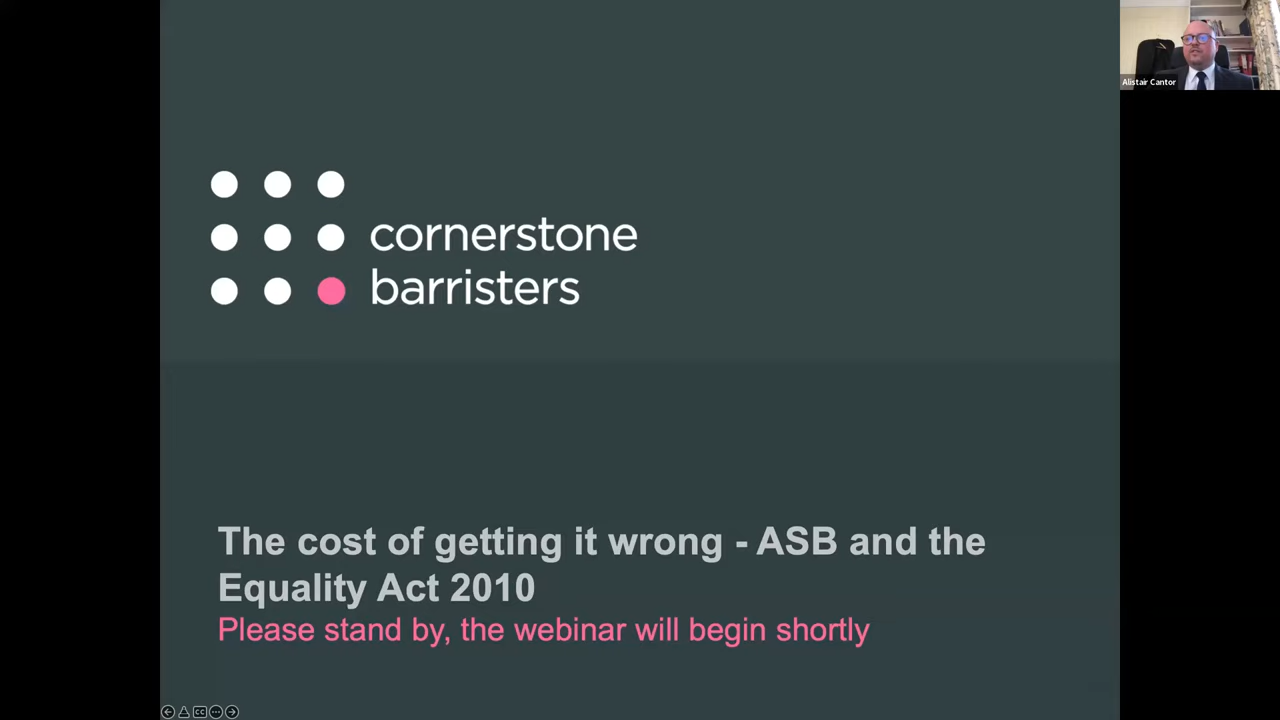 Alistair Cantor
cornerstone
barristers
The cost of getting it wrong - ASB and the
Equality Act 2010
Please stand by, the webinar will begin shortly
CC